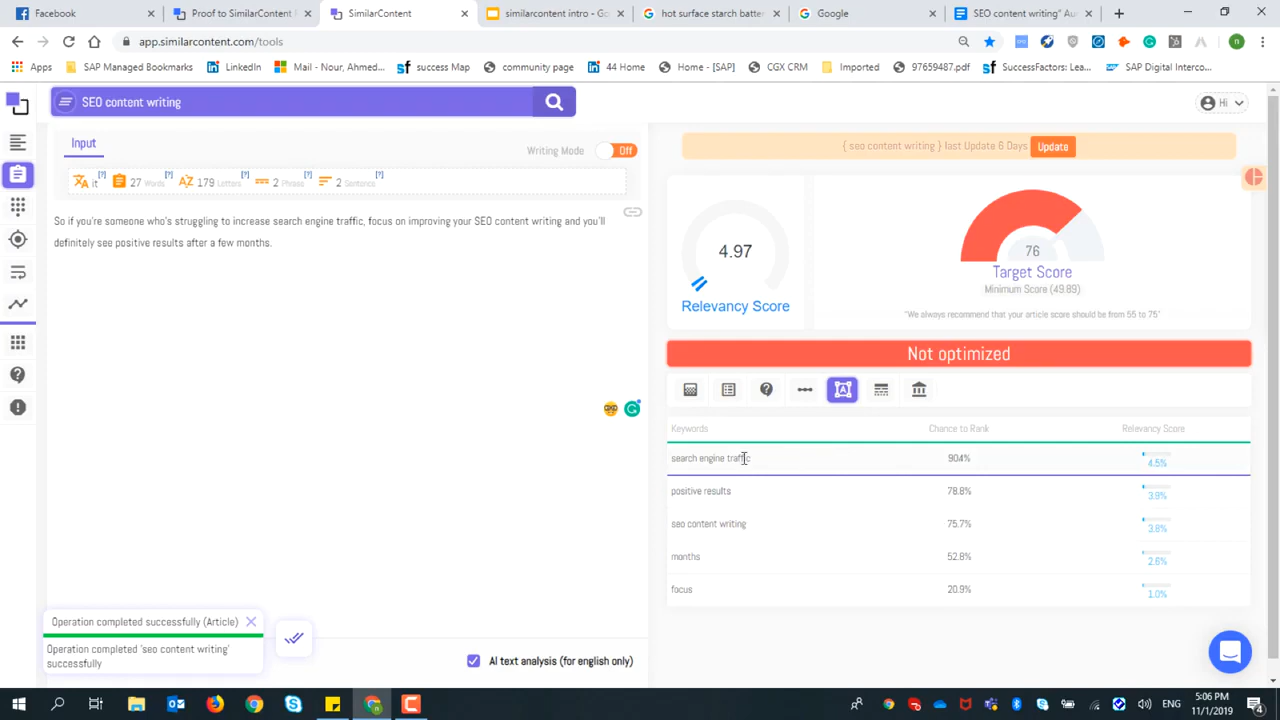 Facebook
Proof to SimilarContent
SimilarContent
similarcontent intro - Go
hot surface starch batter
Google
SEO content writing" Au
app.similarcontent.com/tools
n
Apps
SAP Managed Bookmarks
LinkedIn
Mail - Nour, Ahmed...
success Map
community page
44 Home
Home - [SAP]
CGX CRM
Imported
97659487.pdf
SuccessFactors: Lea...
SAP Digital Interco...
SEO content writing
Hi
Input
Writing Mode
Off
{ seo content writing } last Update 6 Days
Update
it [?]
27 Words [?]
179 Letters [?]
2 Phrase [?]
2 Sentence [?]
So if you're someone who's struggling to increase search engine traffic, focus on improving your SEO content writing and you'll
definitely see positive results after a few months.
4.97
Relevancy Score
76
Target Score
Minimum Score (49.89)
"We always recommend that your article score should be from 55 to 75"
Not optimized
Keywords
Chance to Rank
Relevancy Score
search engine traffic
90.4%
4.5%
positive results
78.8%
3.9%
seo content writing
75.7%
3.8%
months
52.8%
2.6%
focus
20.9%
1.0%
Operation completed successfully (Article)
Operation completed 'seo content writing'
successfully
AI text analysis (for english only)
ENG
5:06 PM
11/1/2019
4